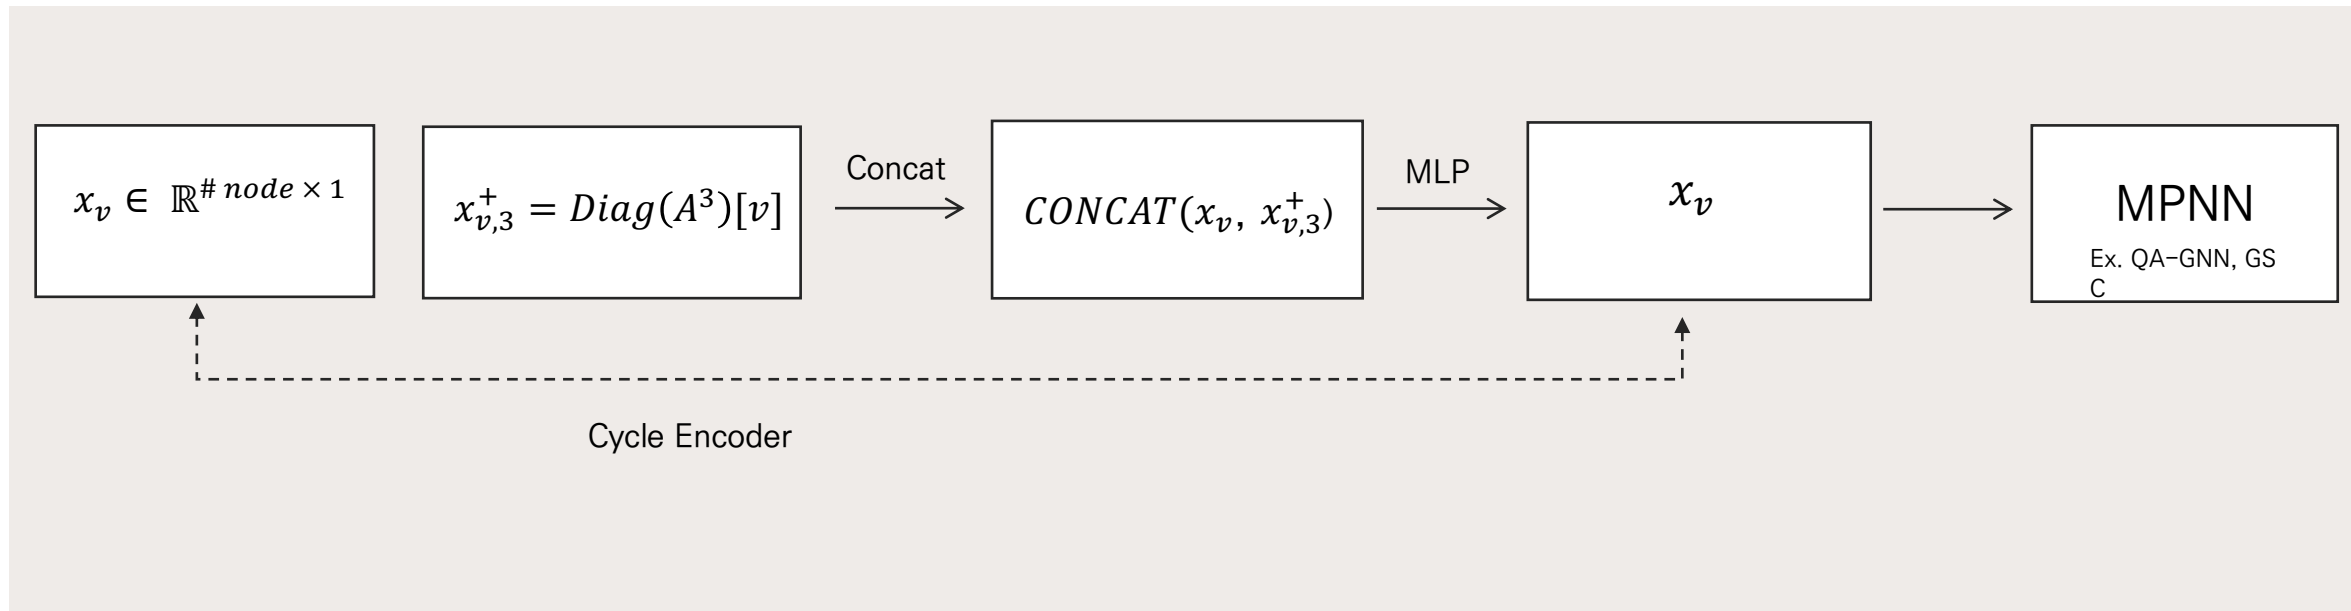 x_v ∈ ℝ^{# node × 1}
x^+_{v,3} = Diag(A^3)[v]
Concat
CONCAT(x_v, x^+_{v,3})
MLP
x_v
MPNN
Ex. QA-GNN, GS
C
Cycle Encoder